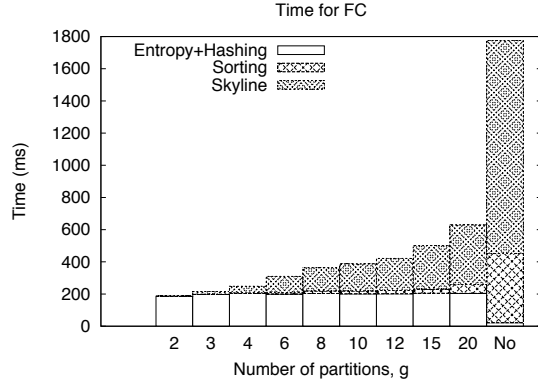 Time for FC
1800
1600
1400
1200
1000
800
600
400
200
0
Time (ms)
Entropy+Hashing
Sorting
Skyline
2 3 4 6 8 10 12 15 20 No
Number of partitions, g